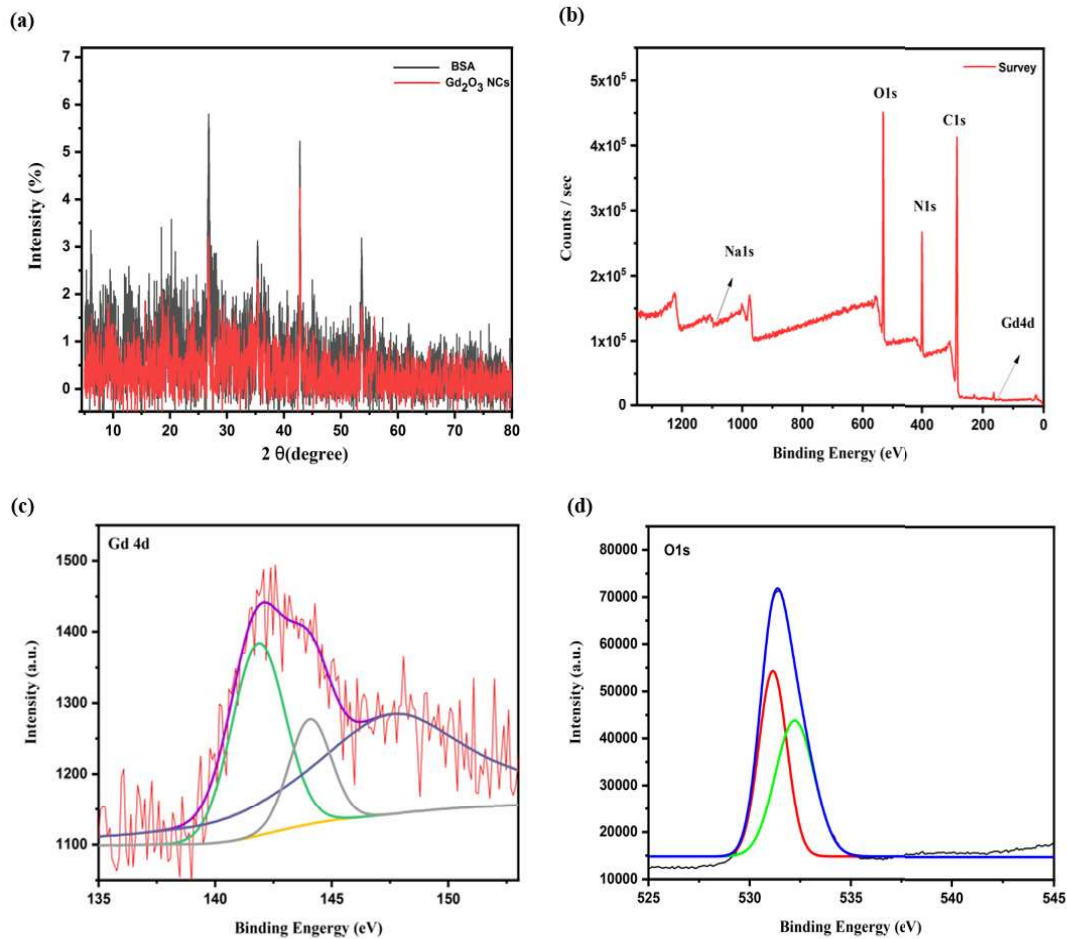 (a)
7
6
5
4
3
2
1
0
Intensity (%)
BSA
Gd₂O₃ NCs
10 20 30 40 50 60 70 80
2 θ(degree)
(b)
5x10⁵
4x10⁵
3x10⁵
2x10⁵
1x10⁵
0
Counts / sec
Survey
O1s
C1s
N1s
Na1s
Gd4d
1200 1000 800 600 400 200 0
Binding Energy (eV)
(c)
Gd 4d
1500
1400
1300
1200
1100
Intensity (a.u.)
135 140 145 150
Binding Engergy (eV)
(d)
O1s
80000
70000
60000
50000
40000
30000
20000
10000
Intensity (a.u.)
525 530 535 540 545
Binding Engergy (eV)